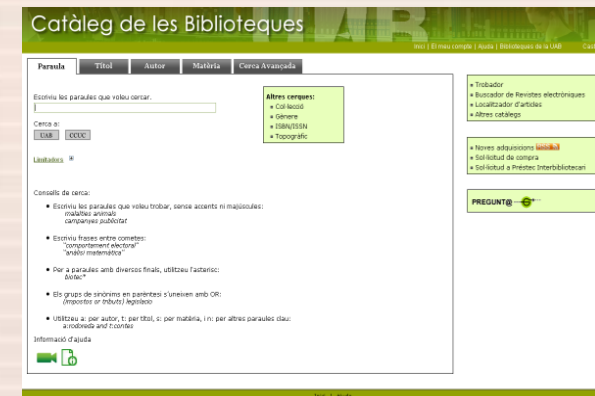 Catàleg de les Biblioteques
UAB
Inici | El meu compte | Ajuda | Biblioteques de la UAB Cast
Paraula Títol Autor Matèria Cerca Avançada
Escriviu les paraules que voleu cercar.
Cerca a:
UAB CCUC
Limitadors
Altres cerques:
Col·lecció
Gènere
ISBN/ISSN
Topogràfic
Consells de cerca:
Escriviu les paraules que voleu trobar, sense accents ni majúscules:
malalties animals
campanyes publicitat
Escriviu frases entre cometes:
"comportament electoral"
"anàlisi matemàtica"
Per a paraules amb diversos finals, utilitzeu l'asterisc:
biotec*
Els grups de sinònims en parèntesi s'uneixen amb OR:
(impostos or tributs) legislacio
Utilitzeu a: per autor, t: per títol, s: per matèria, i n: per altres paraules clau:
a:rodoreda and t:contes
Informació d'ajuda
Trobador
Buscador de Revistes electròniques
Localitzador d'articles
Altres catàlegs
Noves adquisicions
Sol·licitud de compra
Sol·licitud a Préstec Interbibliotecari
PREGUNT@
Inici | Ajuda